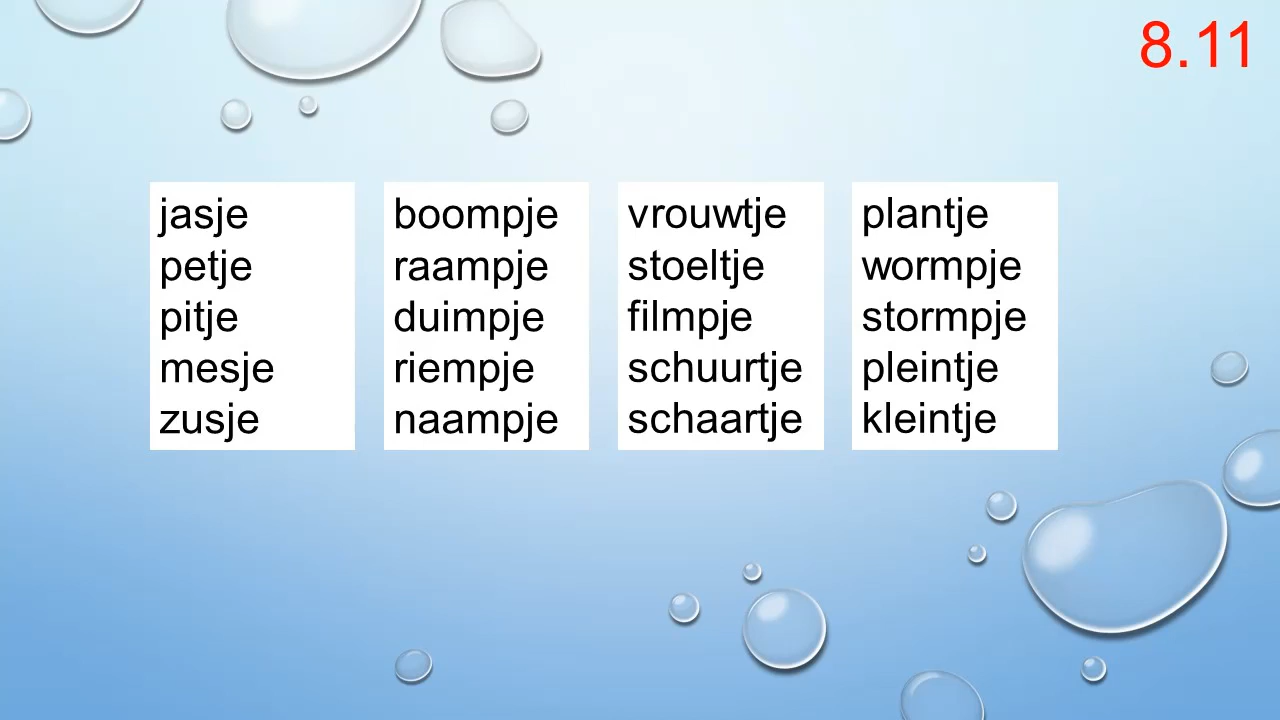 8.11
jasje
petje
pitje
mesje
zusje
boompje
raampje
duimpje
riempje
naampje
vrouwtje
stoeltje
filmpje
schuurtje
schaartje
plantje
wormpje
stormpje
pleintje
kleintje